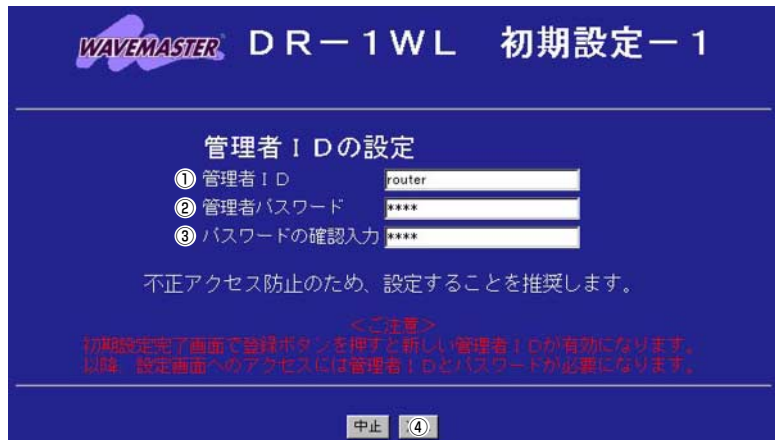 WAVEMASTER DR－1WL 初期設定－1
管理者ＩＤの設定
① 管理者ＩＤ router
② 管理者パスワード ****
③ パスワードの確認入力 ****
不正アクセス防止のため、設定することを推奨します。
＜ご注意＞
初期設定完了画面で登録ボタンを押すと新しい管理者ＩＤが有効になります。
以降、設定画面へのアクセスには管理者ＩＤとパスワードが必要になります。
中止 ④